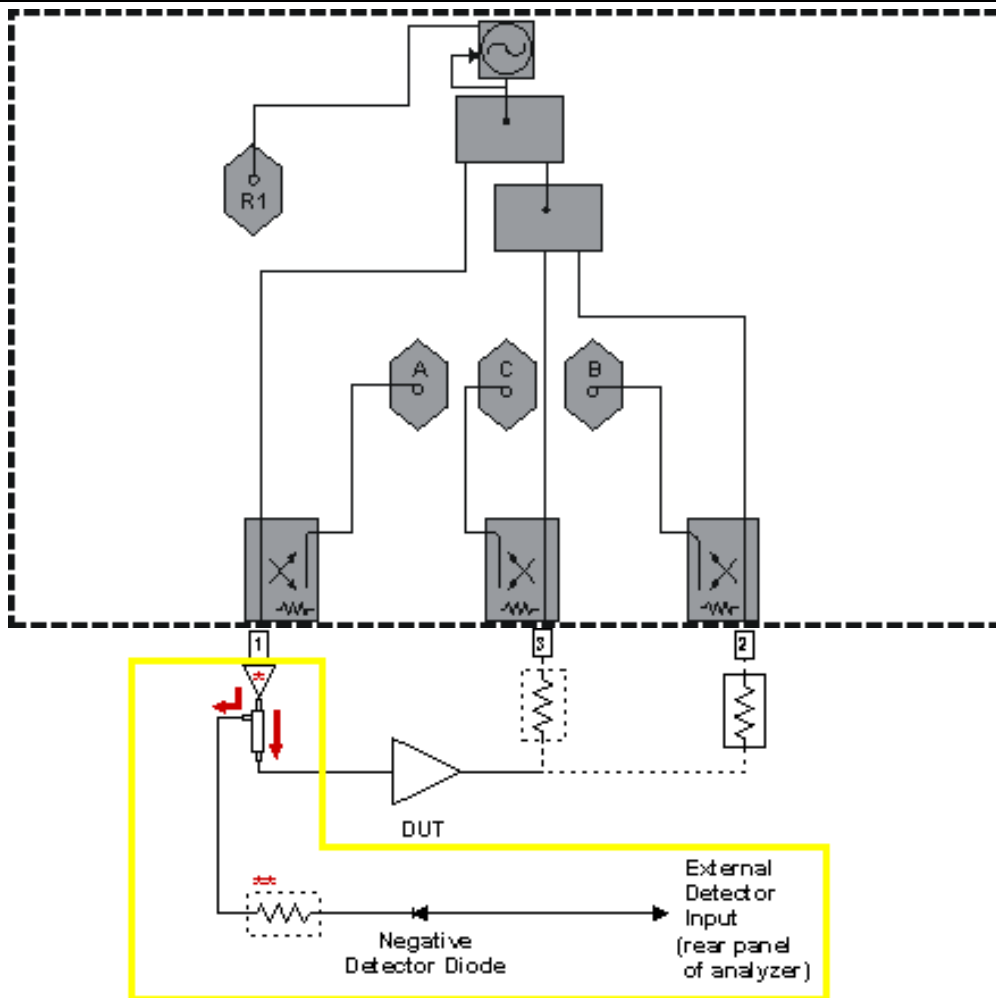 R1
A
C
B
1
3
2
*
DUT
**
External
Detector
Input
(rear panel
of analyzer)
Negative
Detector Diode